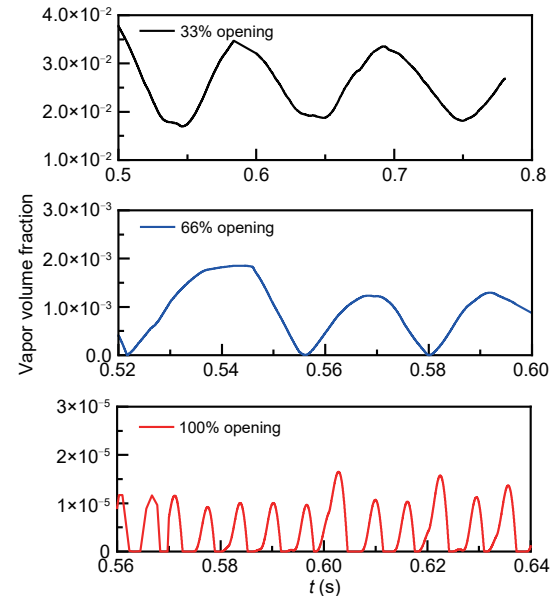 4.0×10⁻²
33% opening
3.0×10⁻²
2.0×10⁻²
1.0×10⁻²
0.5 0.6 0.7 0.8
Vapor volume fraction
3.0×10⁻³
66% opening
2.0×10⁻³
1.0×10⁻³
0.0
0.52 0.54 0.56 0.58 0.60
3×10⁻⁵
100% opening
2×10⁻⁵
1×10⁻⁵
0
0.56 0.58 0.60 0.62 0.64
t (s)